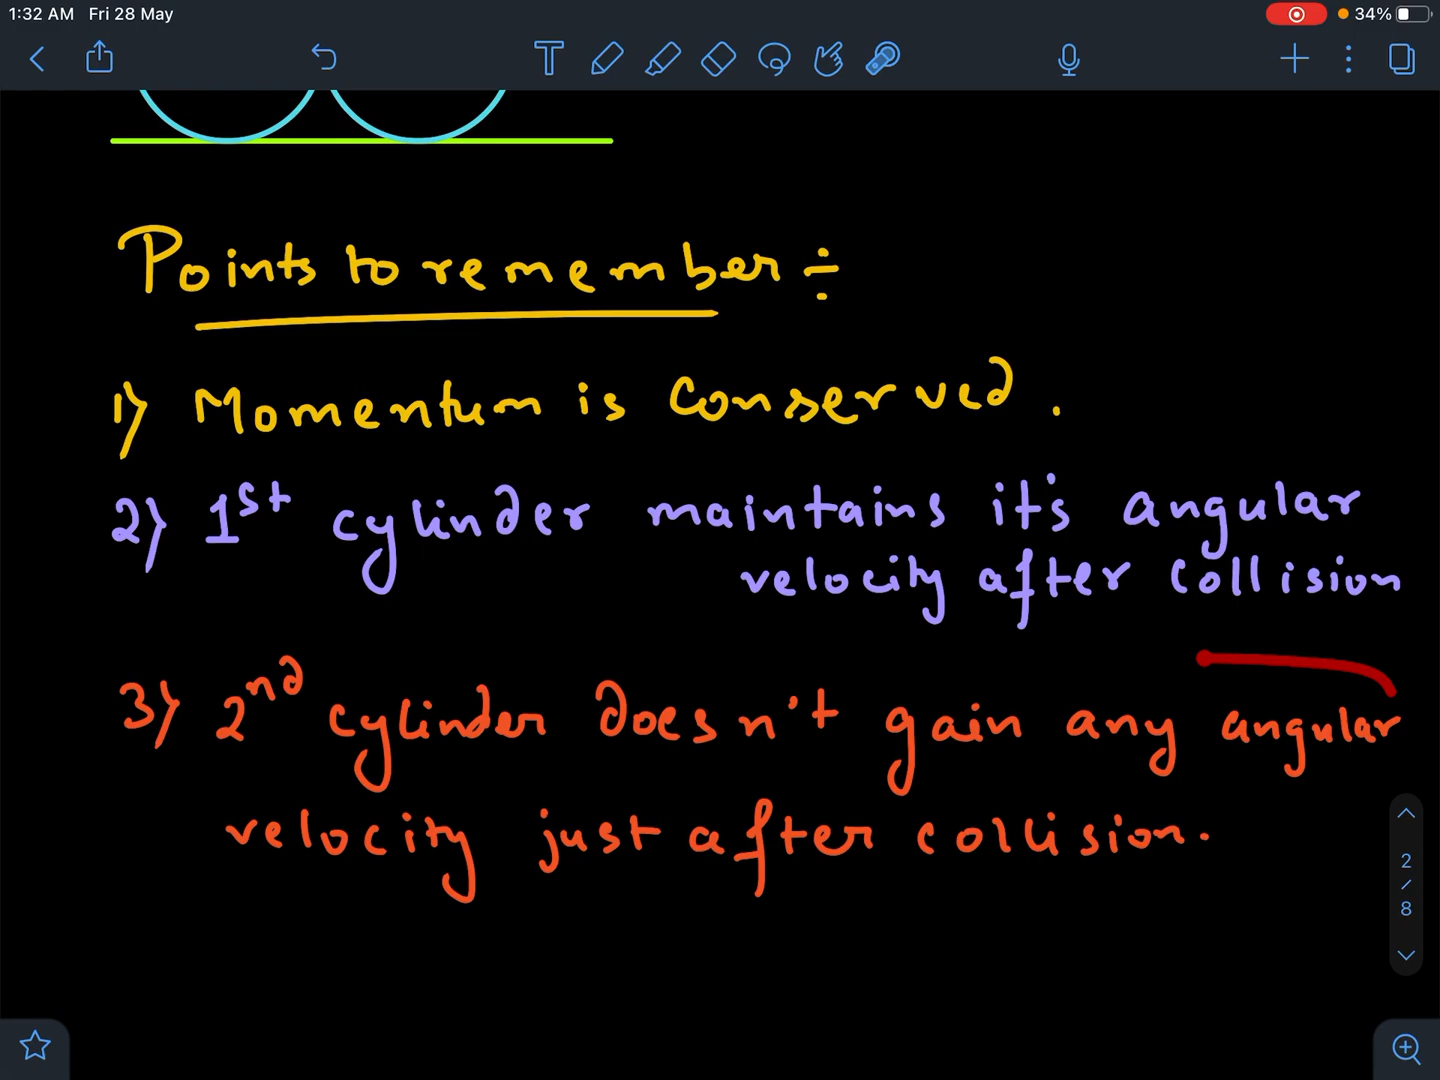 1:32 AM Fri 28 May
34%
Points to remember ÷
1) Momentum is conserved.
2) 1st cylinder maintains it's angular
velocity after collision
3) 2nd cylinder doesn't gain any angular
velocity just after collision.
2
/
8